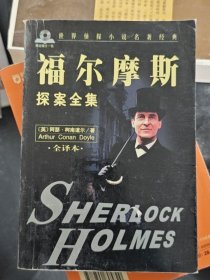 世界侦探小说名著经典
福尔摩斯
探案全集
(英)阿瑟·柯南道尔/著
Arthur Conan Doyle
·全译本·
SHERLOCK
HOLMES